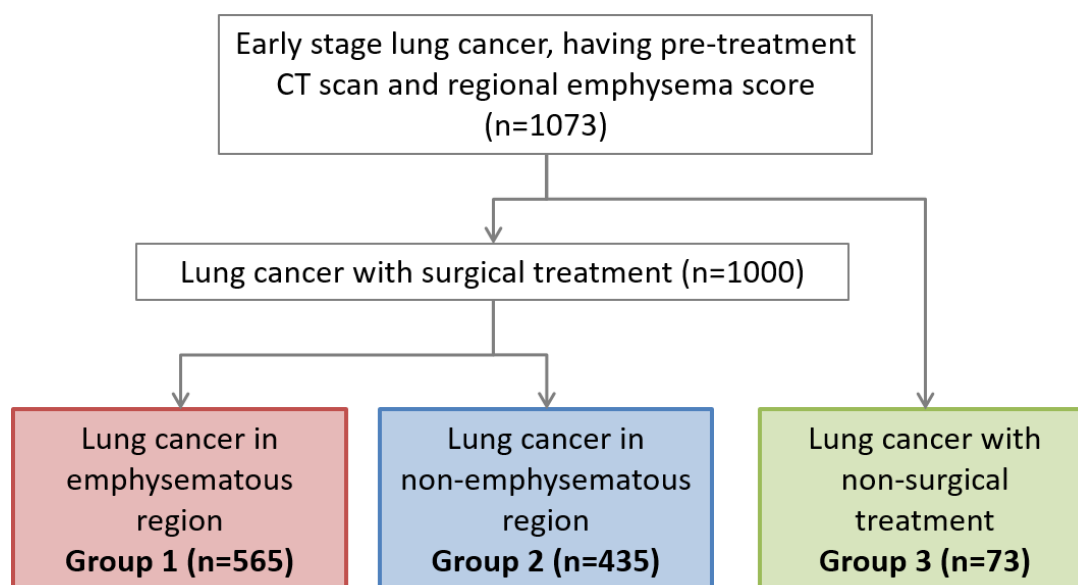 Early stage lung cancer, having pre-treatment
CT scan and regional emphysema score
(n=1073)
Lung cancer with surgical treatment (n=1000)
Lung cancer in
emphysematous
region
Group 1 (n=565)
Lung cancer in
non-emphysematous
region
Group 2 (n=435)
Lung cancer with
non-surgical
treatment
Group 3 (n=73)